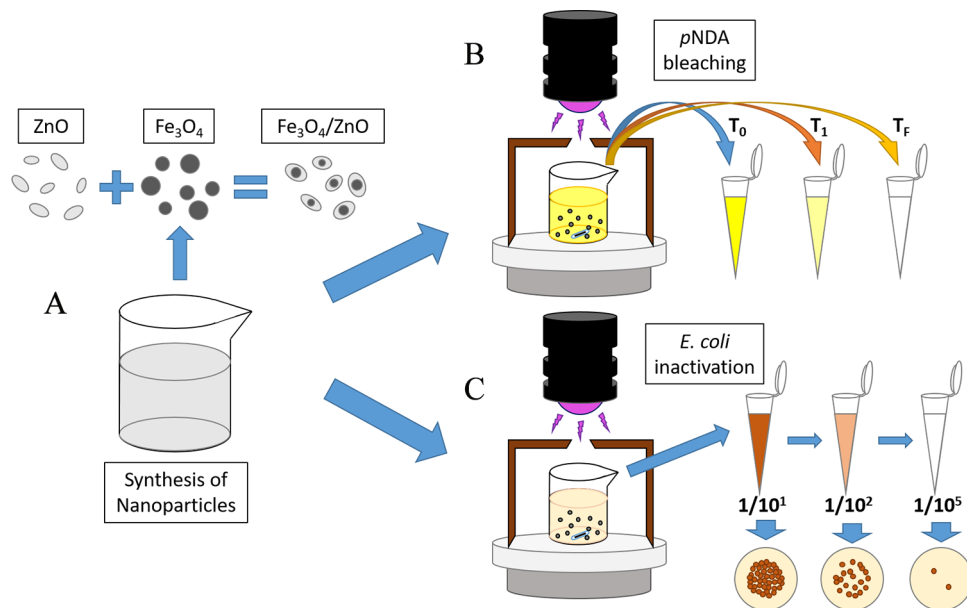 A
ZnO
Fe₃O₄
Fe₃O₄/ZnO
Synthesis of
Nanoparticles
B
pNDA
bleaching
T₀
T₁
T_F
C
E. coli
inactivation
1/10¹
1/10²
1/10⁵